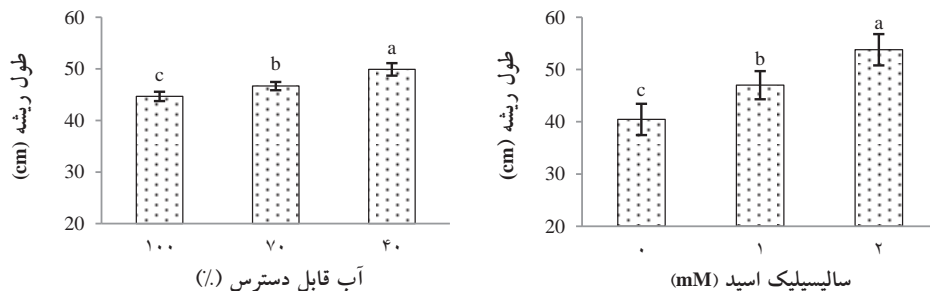 طول ریشه (cm)
60
50
40
30
20
c
b
a
۱۰۰ ۷۰ ۴۰
آب قابل دسترس (٪)
طول ریشه (cm)
60
50
40
30
20
c
b
a
۰ ۱ ۲
سالیسیلیک اسید (mM)